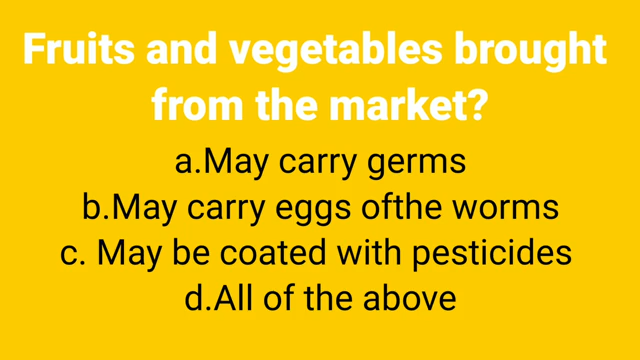 Fruits and vegetables brought
from the market?
a.May carry germs
b.May carry eggs ofthe worms
c. May be coated with pesticides
d.All of the above